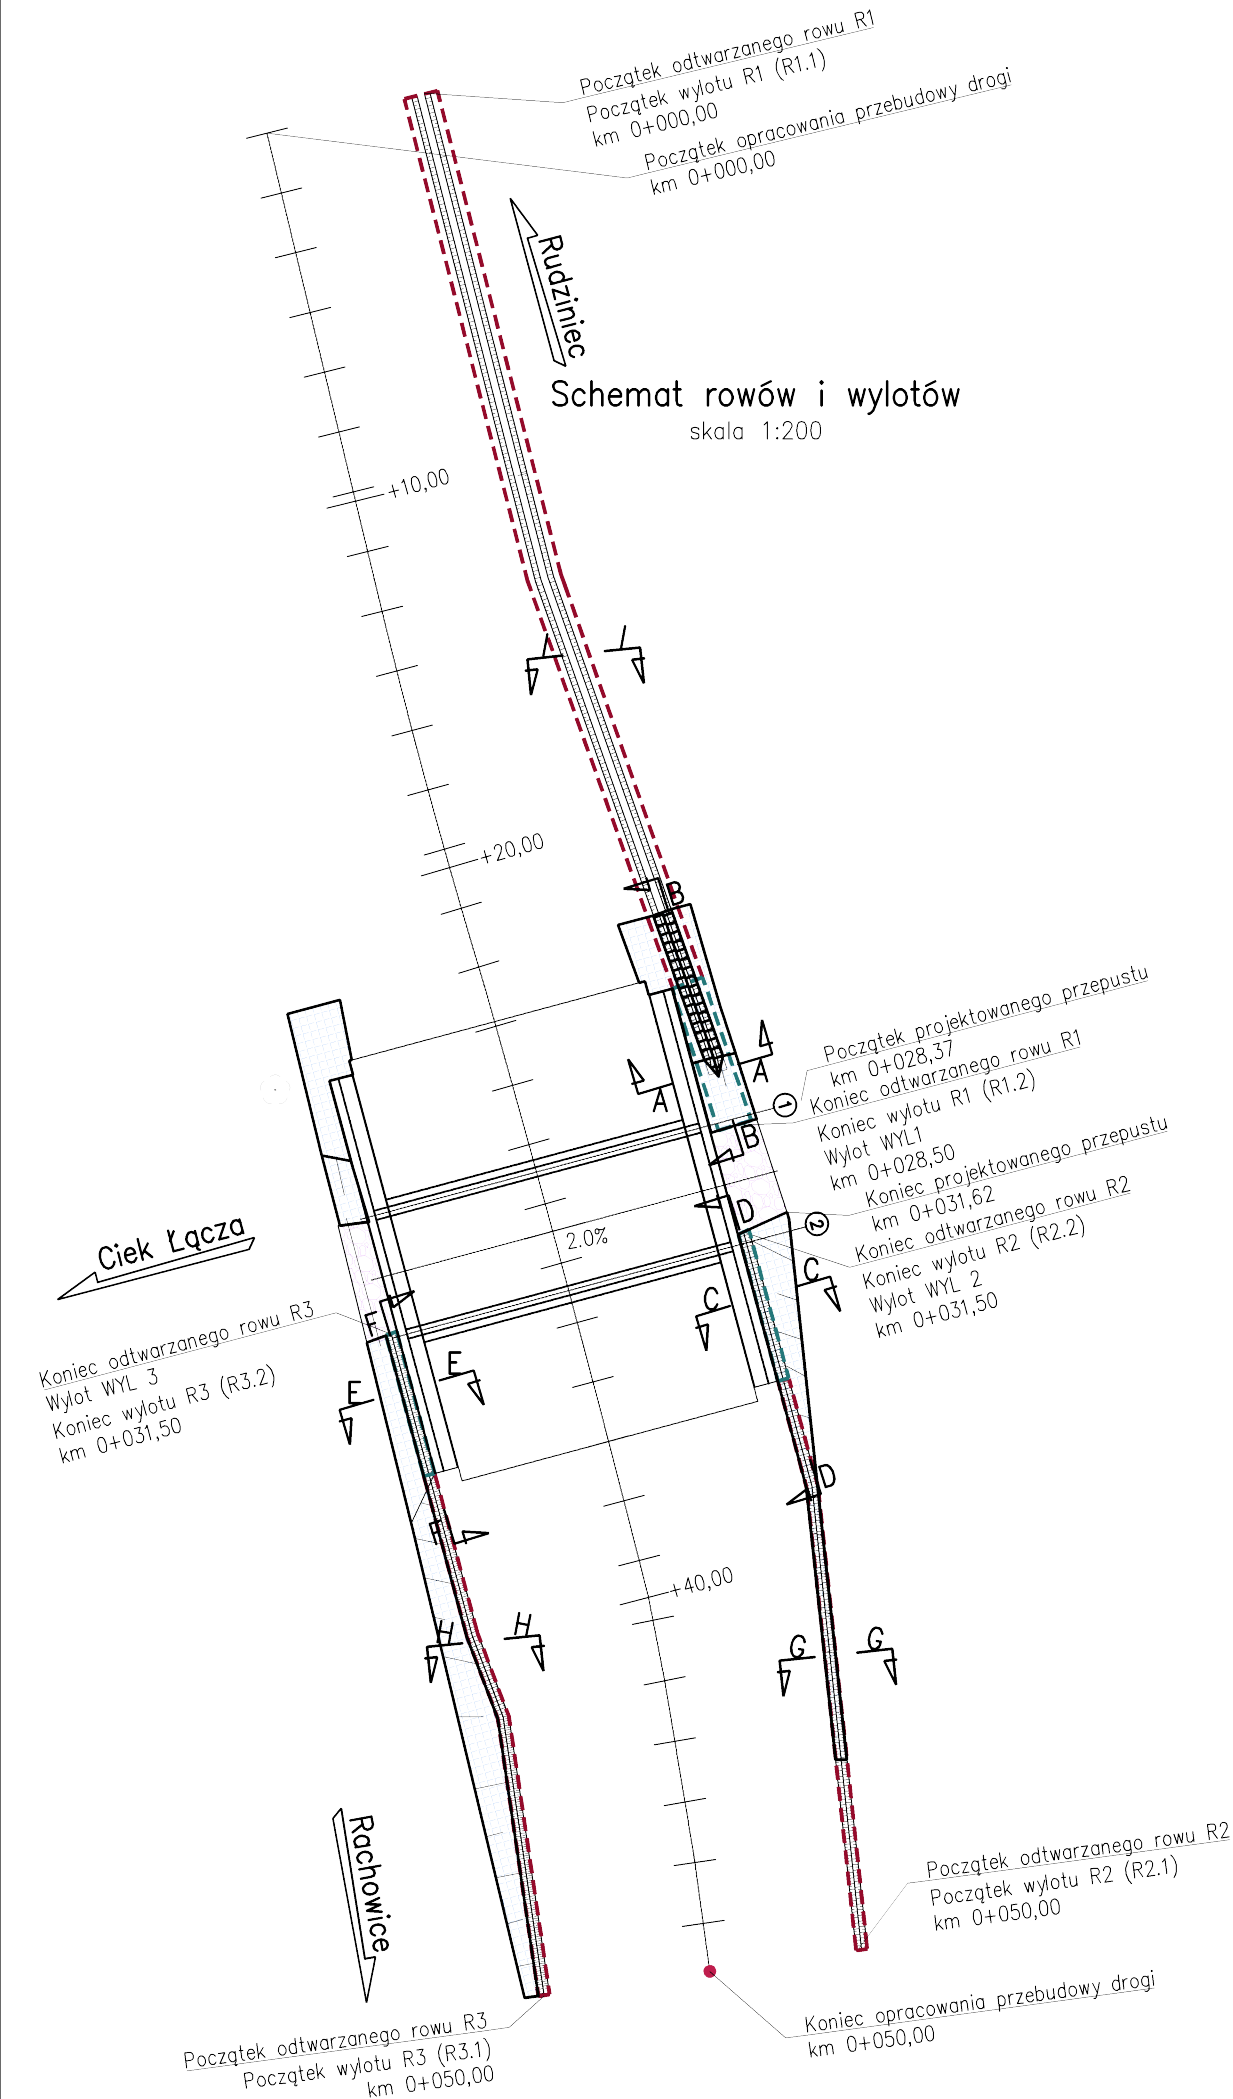 Początek odtwarzanego rowu R1
Początek wylotu R1 (R1.1)
km 0+000,00
Początek opracowania przebudowy drogi
km 0+000,00
Rudziniec
Schemat rowów i wylotów
skala 1:200
+10,00
I
I
+20,00
B
Początek projektowanego przepustu
km 0+028,37
A
A
1
Koniec odtwarzanego rowu R1
Koniec wylotu R1 (R1.2)
Wylot WYL1
km 0+028,50
B
Koniec projektowanego przepustu
km 0+031,62
D
2
Koniec odtwarzanego rowu R2
Koniec wylotu R2 (R2.2)
Wylot WYL 2
km 0+031,50
Ciek Łącza
2.0%
C
C
F
Koniec odtwarzanego rowu R3
Wylot WYL 3
Koniec wylotu R3 (R3.2)
km 0+031,50
E
E
D
F
+40,00
H
H
G
G
Rachowice
Początek odtwarzanego rowu R2
Początek wylotu R2 (R2.1)
km 0+050,00
Koniec opracowania przebudowy drogi
km 0+050,00
Początek odtwarzanego rowu R3
Początek wylotu R3 (R3.1)
km 0+050,00